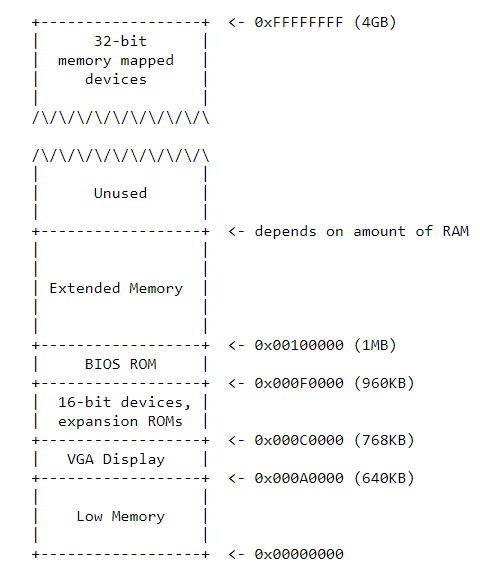 +------------------+  <- 0xFFFFFFFF (4GB)
|      32-bit      |
|  memory mapped   |
|     devices      |
|                  |
/\/\/\/\/\/\/\/\/\/\

/\/\/\/\/\/\/\/\/\/\
|                  |
|      Unused      |
|                  |
+------------------+  <- depends on amount of RAM
|                  |
|                  |
| Extended Memory  |
|                  |
|                  |
+------------------+  <- 0x00100000 (1MB)
|     BIOS ROM     |
+------------------+  <- 0x000F0000 (960KB)
|  16-bit devices, |
|  expansion ROMs  |
+------------------+  <- 0x000C0000 (768KB)
|   VGA Display    |
+------------------+  <- 0x000A0000 (640KB)
|                  |
|    Low Memory    |
|                  |
+------------------+  <- 0x00000000